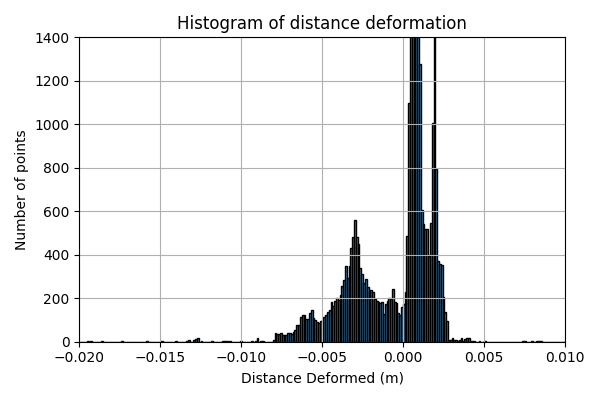 Histogram of distance deformation
1400
1200
1000
800
600
400
200
0
Number of points
−0.020 −0.015 −0.010 −0.005 0.000 0.005 0.010
Distance Deformed (m)